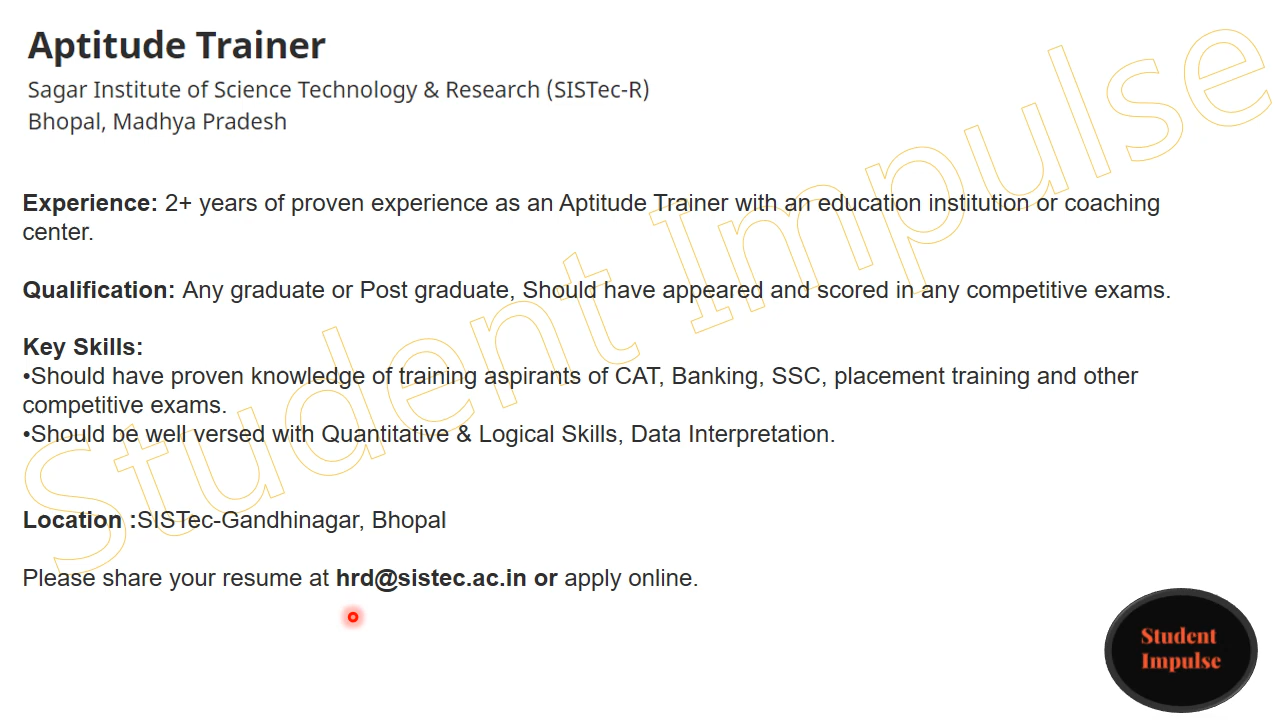 Aptitude Trainer
Sagar Institute of Science Technology & Research (SISTec-R)
Bhopal, Madhya Pradesh
Experience: 2+ years of proven experience as an Aptitude Trainer with an education institution or coaching
center.
Qualification: Any graduate or Post graduate, Should have appeared and scored in any competitive exams.
Key Skills:
•Should have proven knowledge of training aspirants of CAT, Banking, SSC, placement training and other
competitive exams.
•Should be well versed with Quantitative & Logical Skills, Data Interpretation.
Location :SISTec-Gandhinagar, Bhopal
Please share your resume at hrd@sistec.ac.in or apply online.
Student Impulse
Student
Impulse